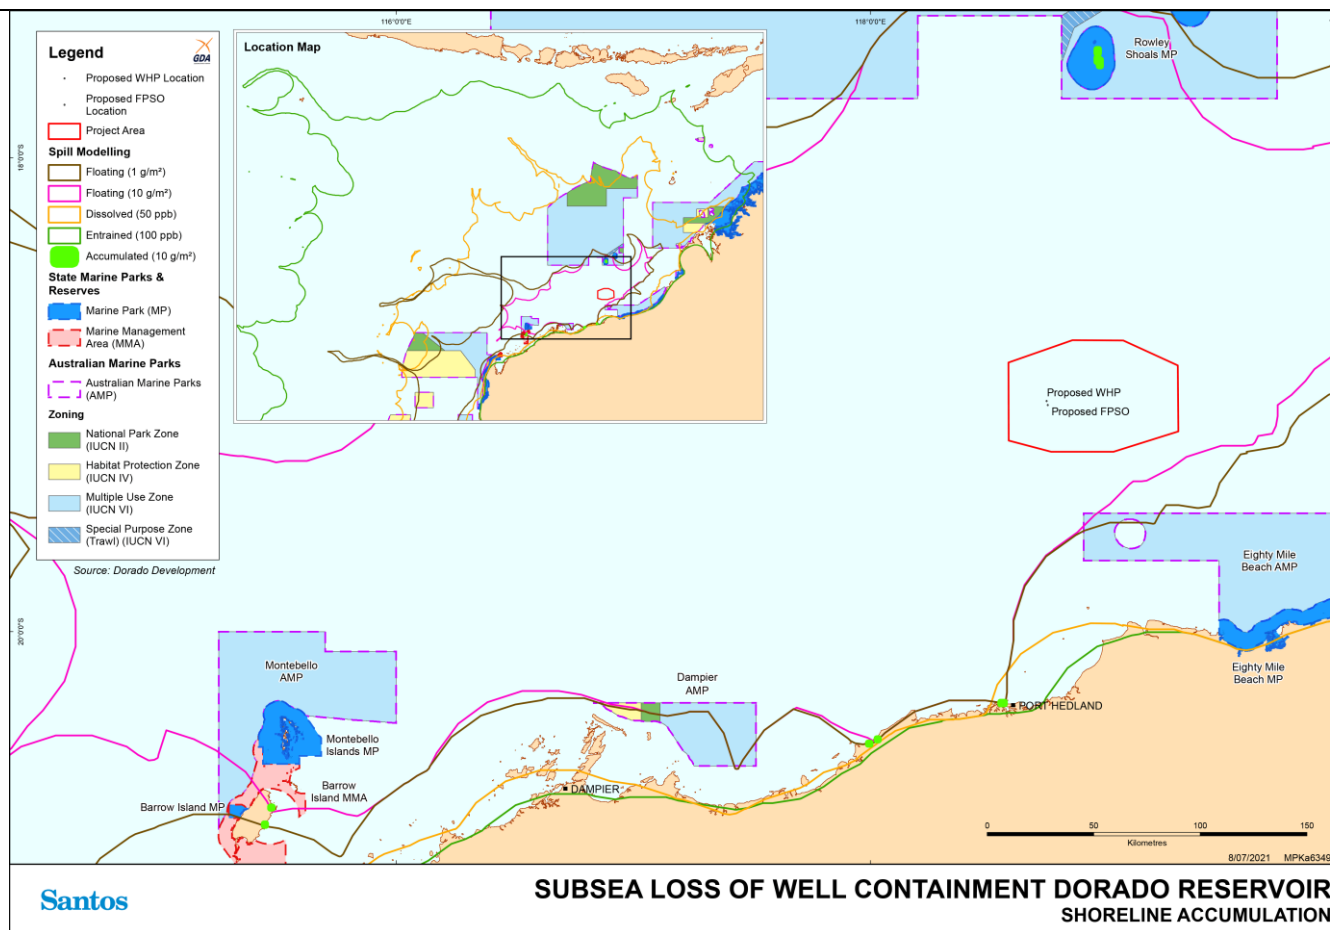 116°0'0"E
118°0'0"E
18°0'0"S
20°0'0"S
Legend
GDA
Proposed WHP Location
Proposed FPSO
Location
Project Area
Spill Modelling
Floating (1 g/m²)
Floating (10 g/m²)
Dissolved (50 ppb)
Entrained (100 ppb)
Accumulated (10 g/m²)
State Marine Parks &
Reserves
Marine Park (MP)
Marine Management
Area (MMA)
Australian Marine Parks
Australian Marine Parks
(AMP)
Zoning
National Park Zone
(IUCN II)
Habitat Protection Zone
(IUCN IV)
Multiple Use Zone
(IUCN VI)
Special Purpose Zone
(Trawl) (IUCN VI)
Source: Dorado Development
Location Map
Rowley
Shoals MP
Proposed WHP
Proposed FPSO
Eighty Mile
Beach AMP
Eighty Mile
Beach MP
Montebello
AMP
Montebello
Islands MP
Barrow
Island MMA
Barrow Island MP
Dampier
AMP
DAMPIER
PORT HEDLAND
0 50 100 150
Kilometres
8/07/2021 MPKa6349
Santos
SUBSEA LOSS OF WELL CONTAINMENT DORADO RESERVOIR
SHORELINE ACCUMULATION